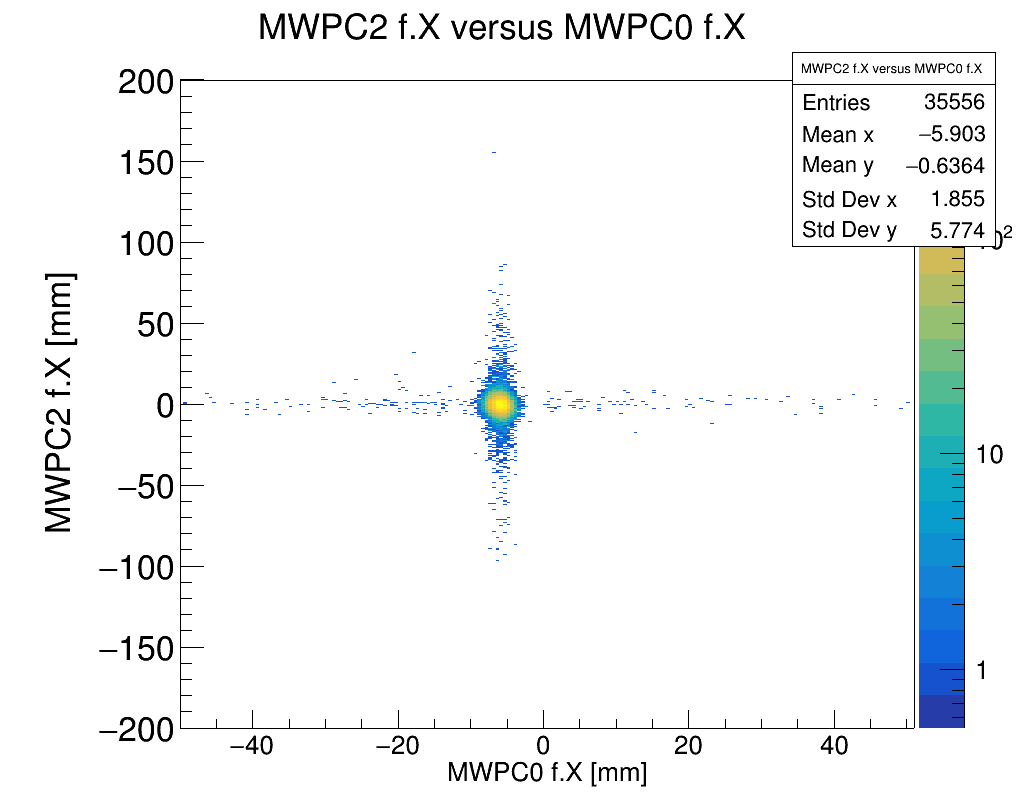 MWPC2 f.X versus MWPC0 f.X
MWPC2 f.X versus MWPC0 f.X
Entries 35556
Mean x −5.903
Mean y −0.6364
Std Dev x 1.855
Std Dev y 5.774
200
150
100
50
0
−50
−100
−150
−200
MWPC2 f.X [mm]
−40 −20 0 20 40
MWPC0 f.X [mm]
10
1